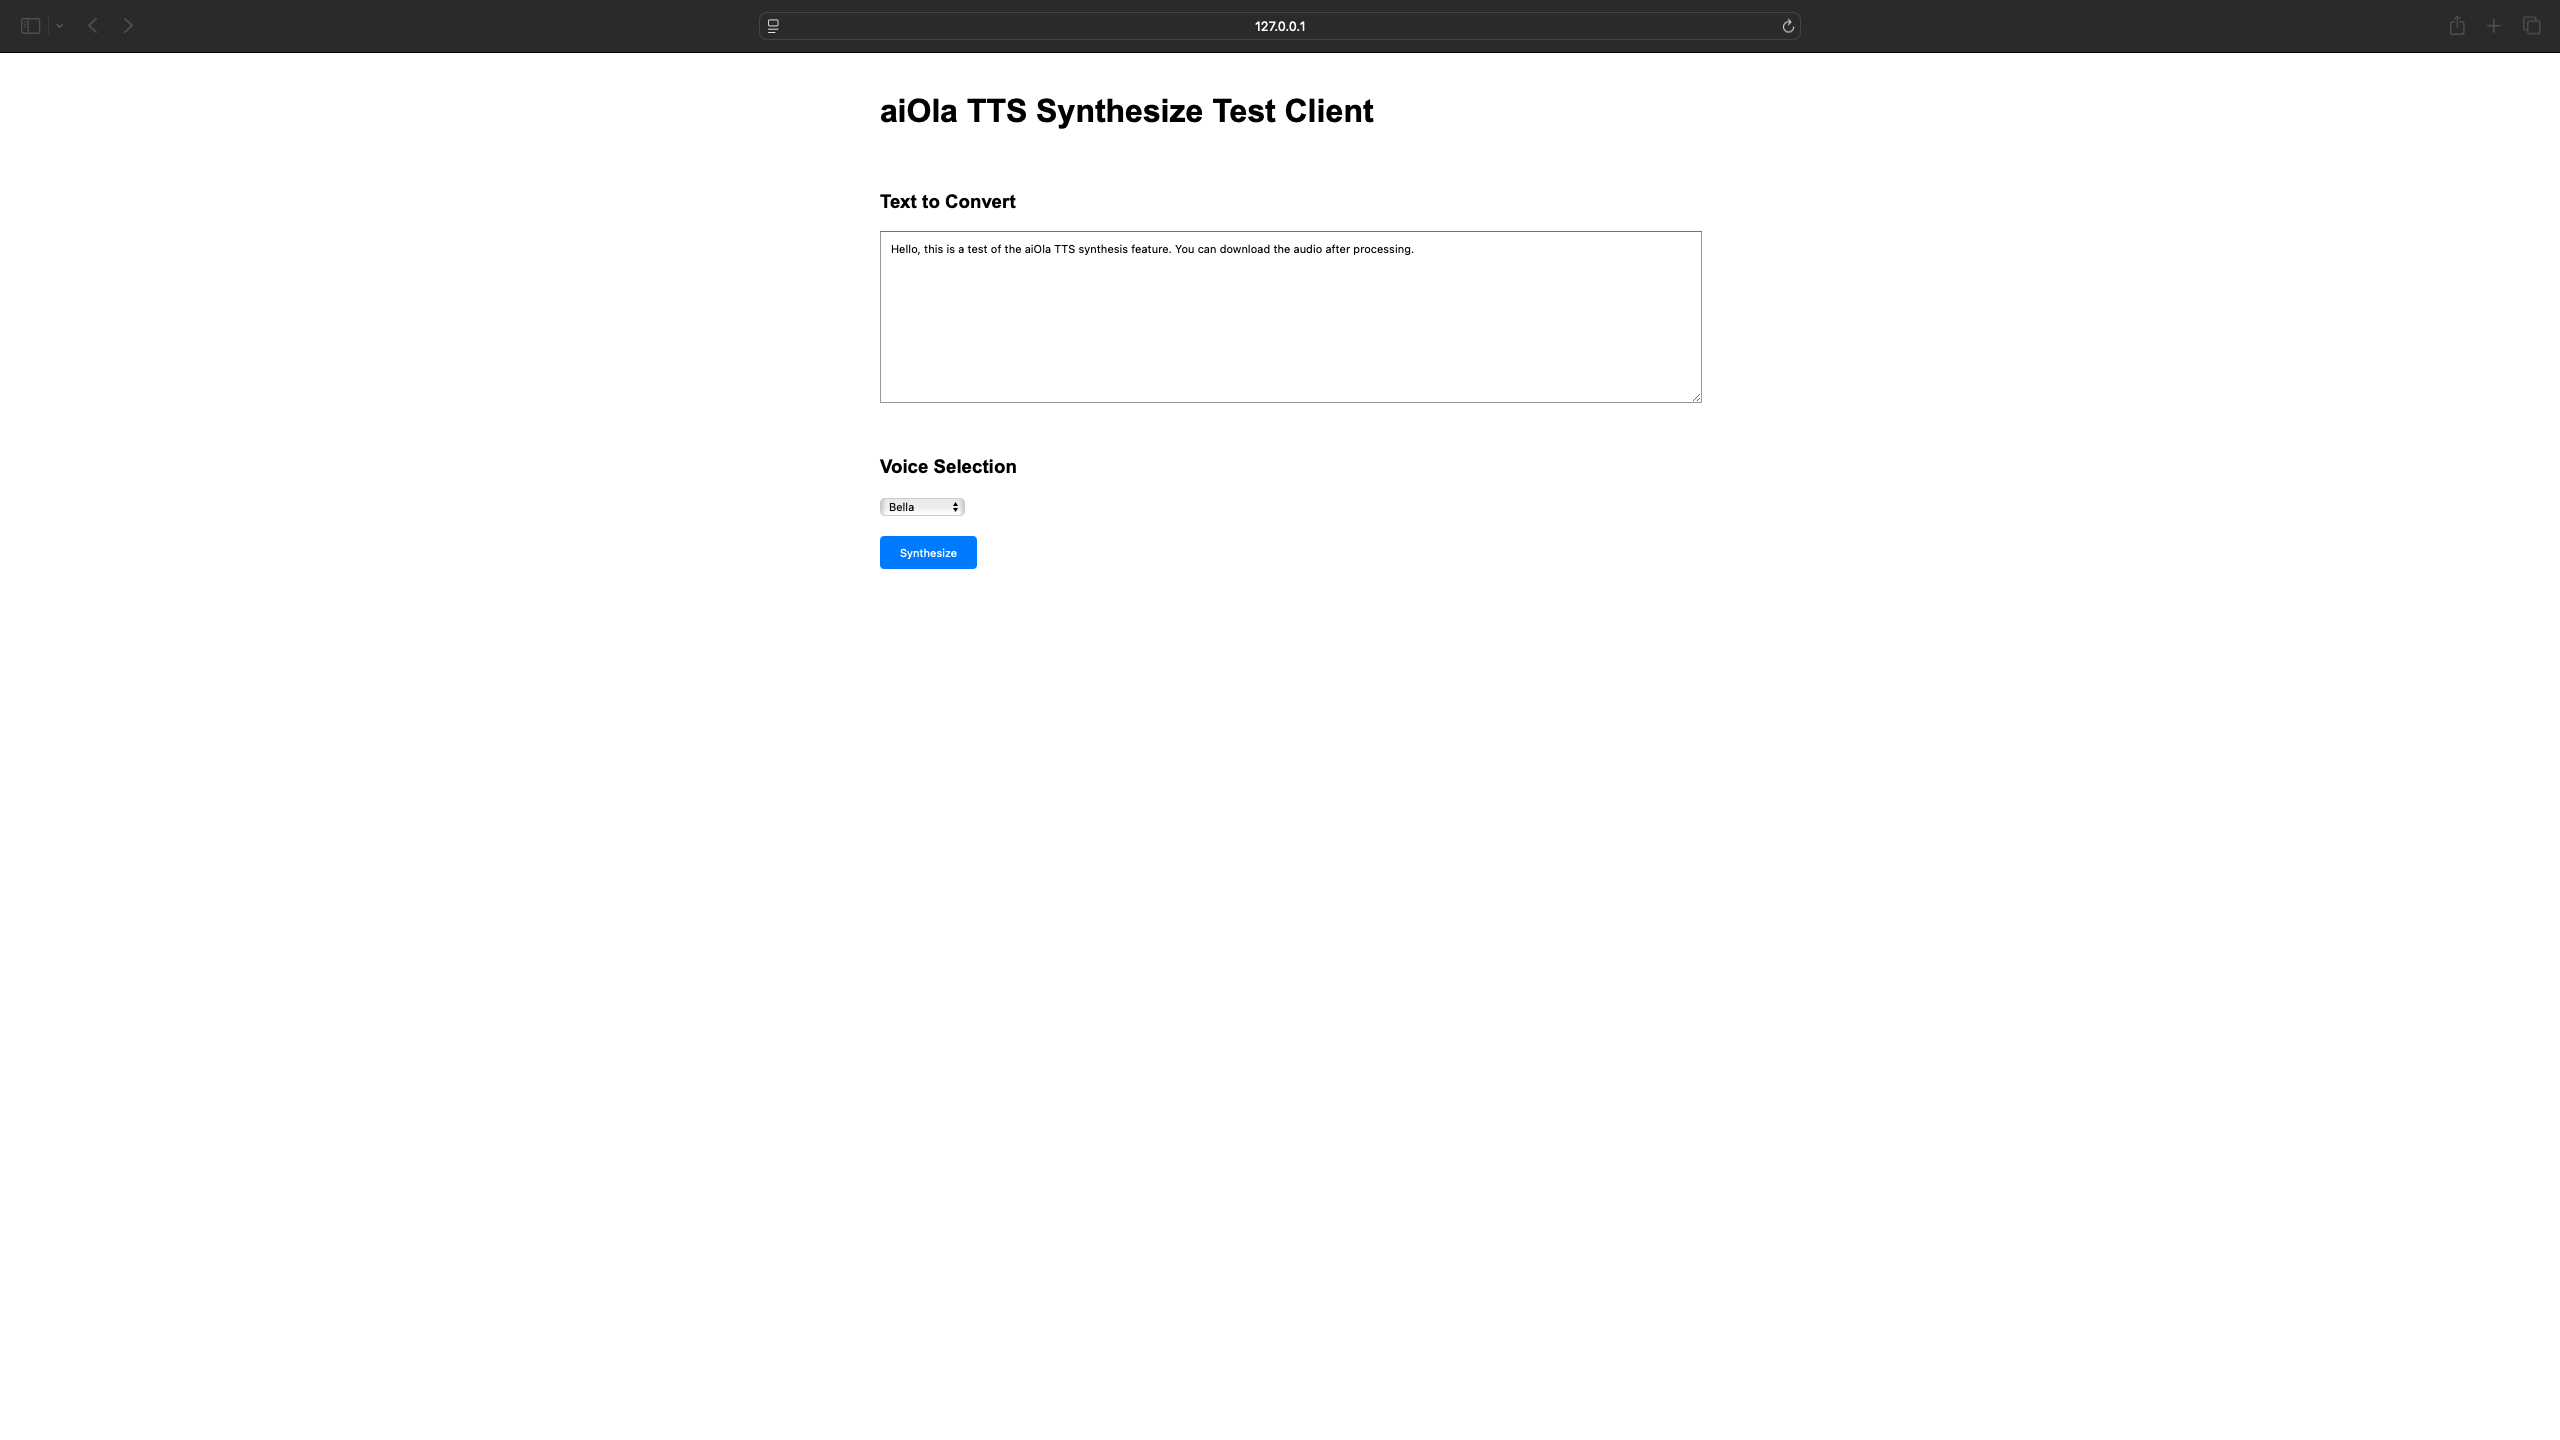 127.0.0.1
aiOla TTS Synthesize Test Client
Text to Convert
Hello, this is a test of the aiOla TTS synthesis feature. You can download the audio after processing.
Voice Selection
Bella
Synthesize